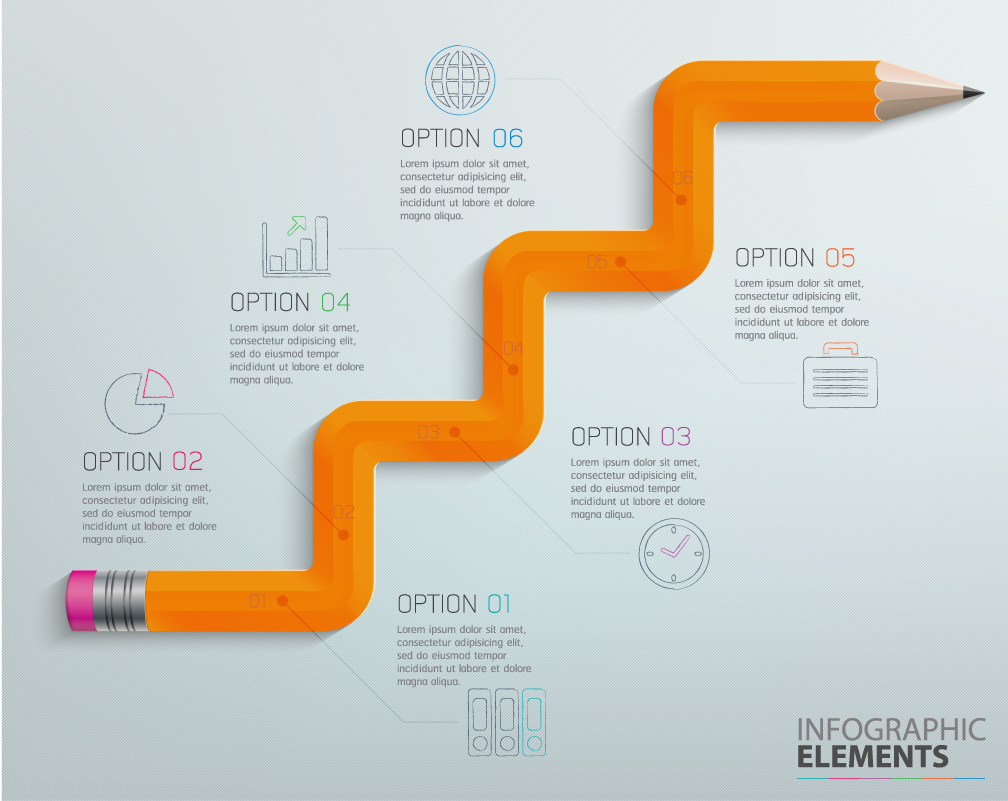 OPTION 06
Lorem ipsum dolor sit amet,
consectetur adipisicing elit,
sed do eiusmod tempor
incididunt ut labore et dolore
magna aliqua.
06
OPTION 05
Lorem ipsum dolor sit amet,
consectetur adipisicing elit,
sed do eiusmod tempor
incididunt ut labore et dolore
magna aliqua.
05
OPTION 04
Lorem ipsum dolor sit amet,
consectetur adipisicing elit,
sed do eiusmod tempor
incididunt ut labore et dolore
magna aliqua.
04
03
OPTION 03
Lorem ipsum dolor sit amet,
consectetur adipisicing elit,
sed do eiusmod tempor
incididunt ut labore et dolore
magna aliqua.
OPTION 02
Lorem ipsum dolor sit amet,
consectetur adipisicing elit,
sed do eiusmod tempor
incididunt ut labore et dolore
magna aliqua.
02
01
OPTION 01
Lorem ipsum dolor sit amet,
consectetur adipisicing elit,
sed do eiusmod tempor
incididunt ut labore et dolore
magna aliqua.
INFOGRAPHIC
ELEMENTS